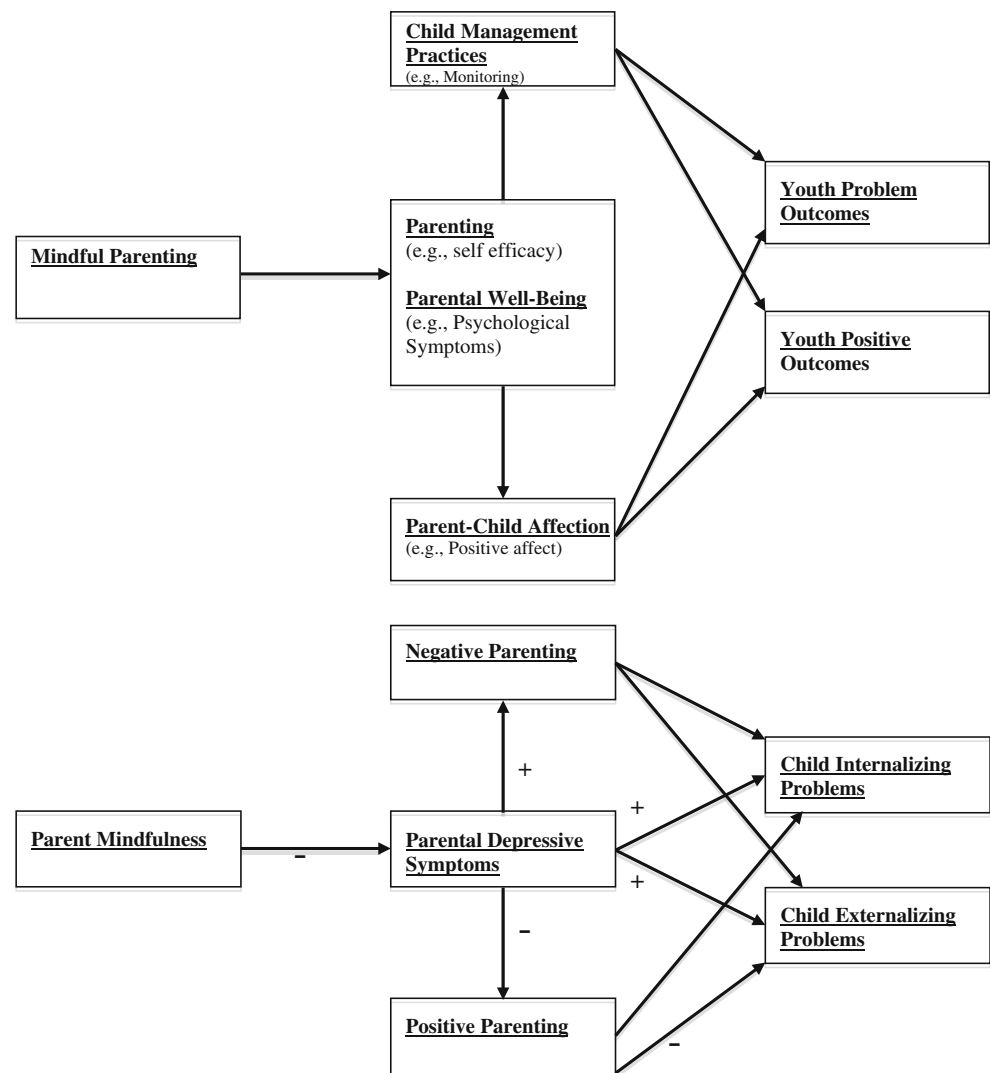 Child Management
Practices
(e.g., Monitoring)
Youth Problem
Outcomes
Mindful Parenting
Parenting
(e.g., self efficacy)
Parental Well-Being
(e.g., Psychological
Symptoms)
Youth Positive
Outcomes
Parent-Child Affection
(e.g., Positive affect)
Negative Parenting
+
Child Internalizing
Problems
+
Parent Mindfulness
-
Parental Depressive
Symptoms
+
Child Externalizing
Problems
-
Positive Parenting
-